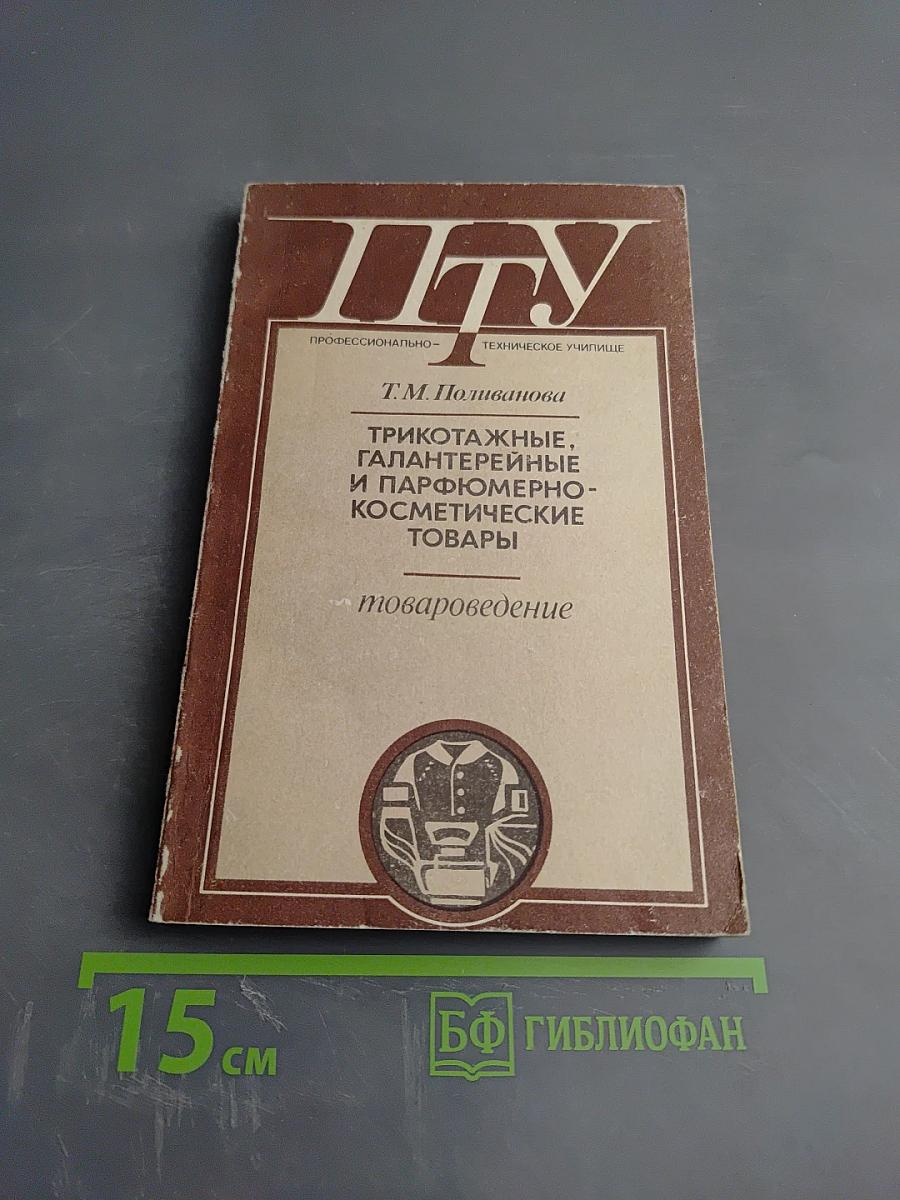 ПТУ
ПРОФЕССИОНАЛЬНО-ТЕХНИЧЕСКОЕ УЧИЛИЩЕ
Т.М.Поливанова
ТРИКОТАЖНЫЕ,
ГАЛАНТЕРЕЙНЫЕ
И ПАРФЮМЕРНО-
КОСМЕТИЧЕСКИЕ
ТОВАРЫ
товароведение
15 см
БФ ГИБЛИОФАН